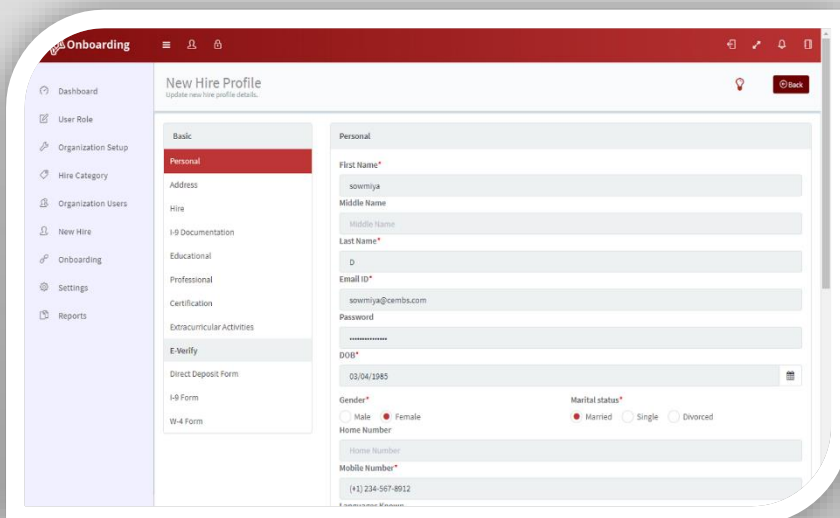 Onboarding
New Hire Profile
Update new hire profile details.
Back
Dashboard
User Role
Organization Setup
Hire Category
Organization Users
New Hire
Onboarding
Settings
Reports
Basic
Personal
Address
Hire
I-9 Documentation
Educational
Professional
Certification
Extracurricular Activities
E-Verify
Direct Deposit Form
I-9 Form
W-4 Form
Personal
First Name*
sowmiya
Middle Name
Middle Name
Last Name*
D
Email ID*
sowmiya@cembs.com
Password
•••••••••••••••
DOB*
03/04/1985
Gender* Marital status*
Male Female Married Single Divorced
Home Number
Home Number
Mobile Number*
(+1) 234-567-8912
Languages Known